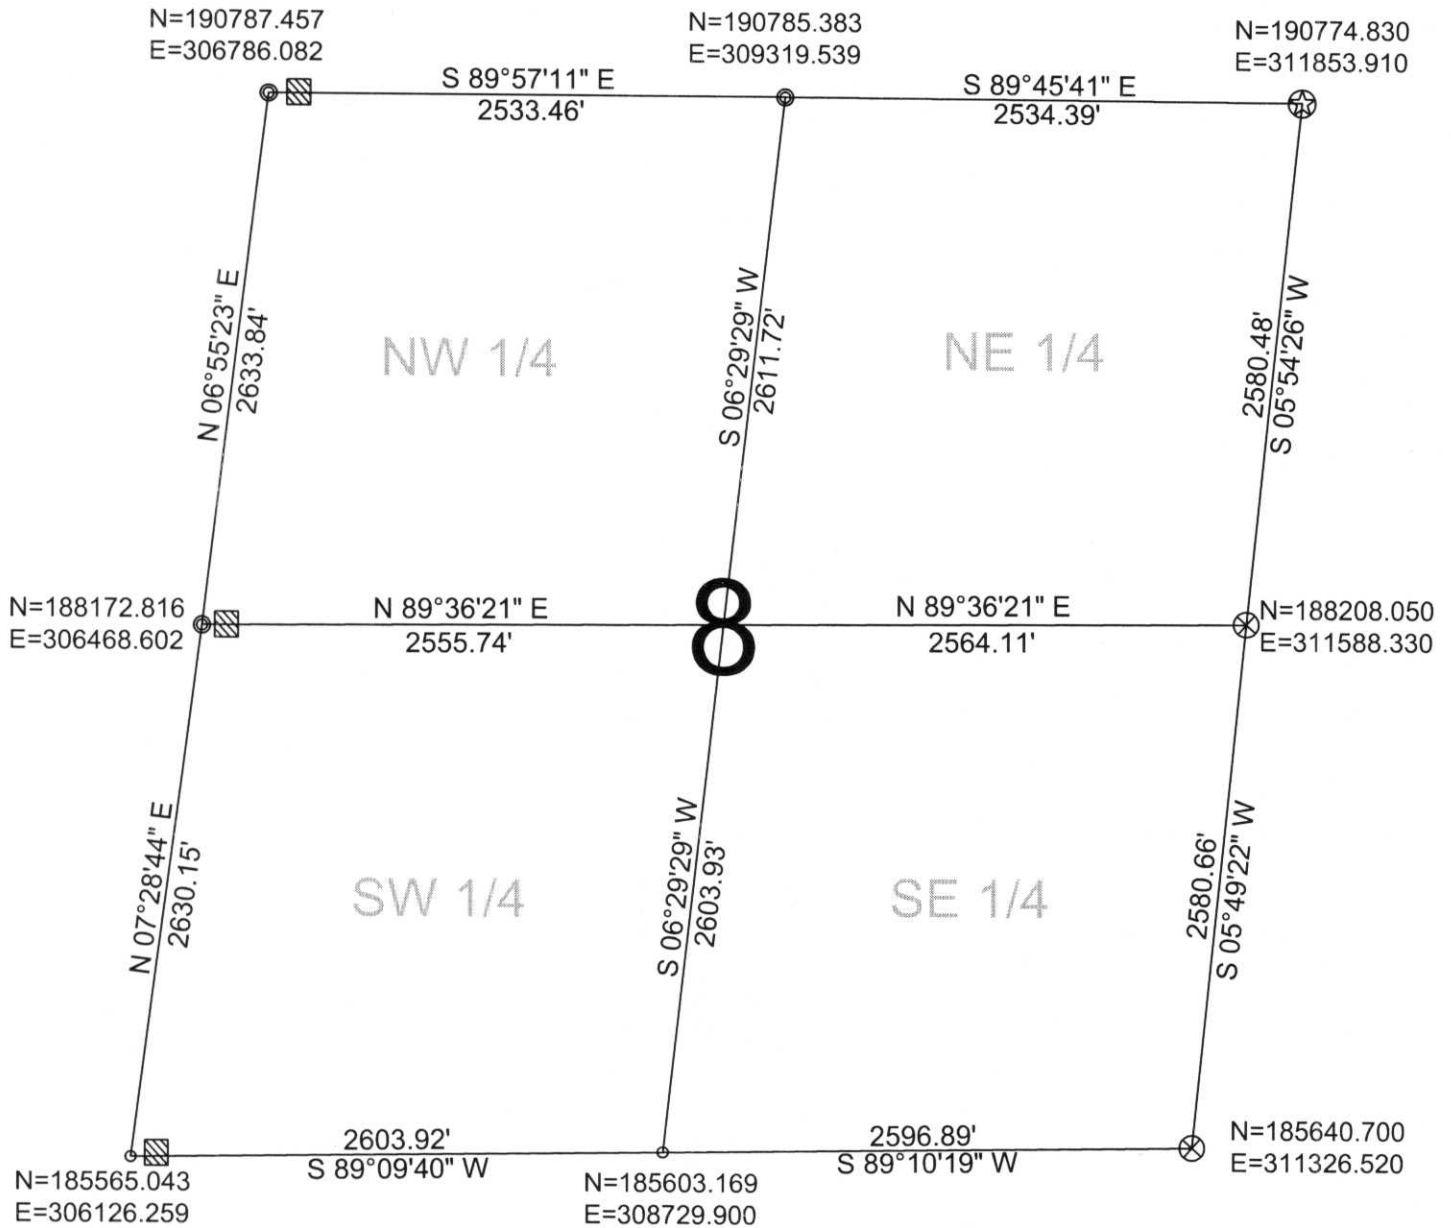 N=190787.457
E=306786.082
N=190785.383
E=309319.539
N=190774.830
E=311853.910
S 89°57'11" E
2533.46'
S 89°45'41" E
2534.39'
N 06°55'23" E
2633.84'
NW 1/4
S 06°29'29" W
2611.72'
NE 1/4
2580.48'
S 05°54'26" W
N=188172.816
E=306468.602
N 89°36'21" E
2555.74'
8
N 89°36'21" E
2564.11'
N=188208.050
E=311588.330
N 07°28'44" E
2630.15'
SW 1/4
S 06°29'29" W
2603.93'
SE 1/4
2580.66'
S 05°49'22" W
2603.92'
S 89°09'40" W
2596.89'
S 89°10'19" W
N=185565.043
E=306126.259
N=185603.169
E=308729.900
N=185640.700
E=311326.520